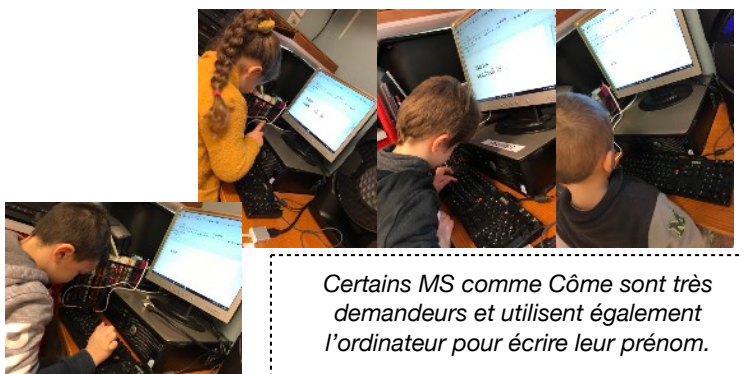 Certains MS comme Côme sont très
demandeurs et utilisent également
l'ordinateur pour écrire leur prénom.